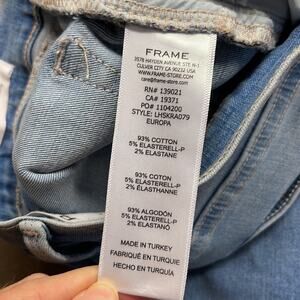 FRAME
3578 HAYDEN AVENUE STE N-1
CULVER CITY CA 90232 USA
WWW.FRAME-STORE.COM
care@frame-store.com
RN# 139021
CA# 19371
PO# 1104200
STYLE: LHSKRA079
EUROPA
93% COTTON
5% ELASTERELL-P
2% ELASTANE
93% COTON
5% ELASTERELL-P
2% ELASTHANNE
93% ALGODÓN
5% ELASTERELL-P
2% ELASTANO
MADE IN TURKEY
FABRIQUÉ EN TURQUIE
HECHO EN TURQUÍA